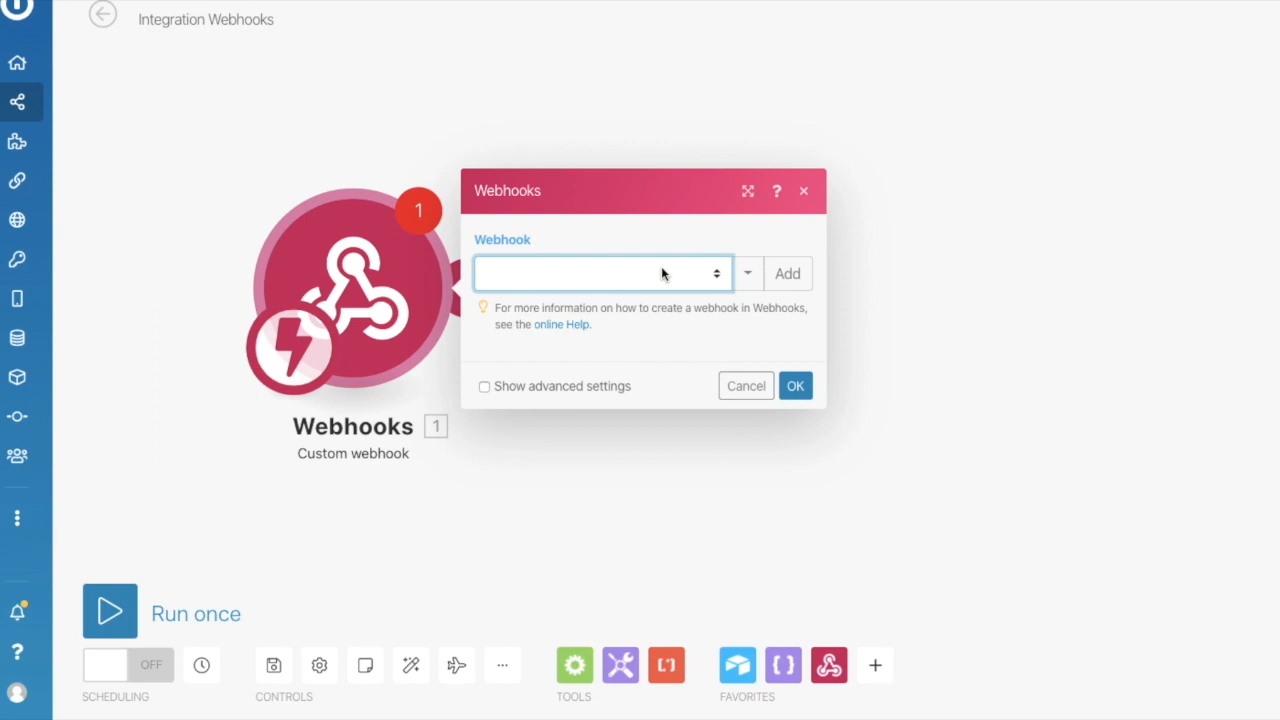 Integration Webhooks
1
Webhooks
?
Webhook
Add
For more information on how to create a webhook in Webhooks,
see the online Help.
Show advanced settings
Cancel
OK
Webhooks 1
Custom webhook
Run once
OFF
SCHEDULING
CONTROLS
TOOLS
FAVORITES
?